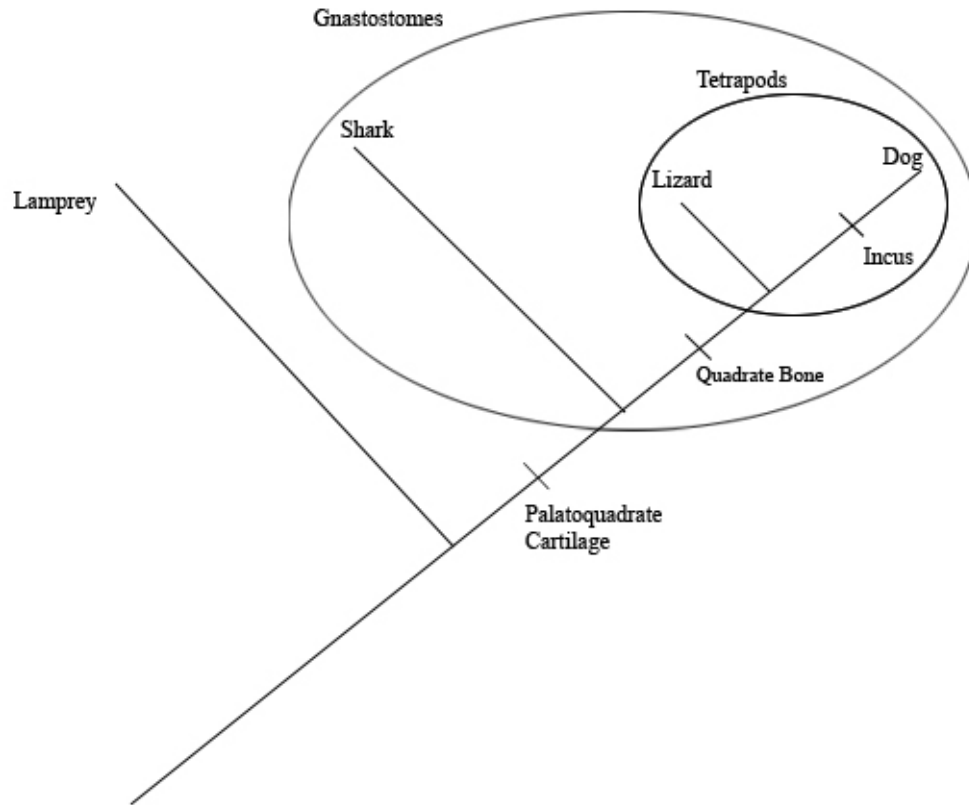 Gnastostomes
Tetrapods
Shark
Dog
Lizard
Lamprey
Incus
Quadrate Bone
Palatoquadrate
Cartilage